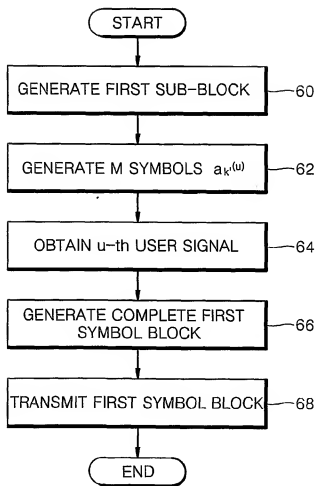 START
GENERATE FIRST SUB-BLOCK
60
GENERATE M SYMBOLS ak'(u)
62
OBTAIN u-th USER SIGNAL
64
GENERATE COMPLETE FIRST
SYMBOL BLOCK
66
TRANSMIT FIRST SYMBOL BLOCK
68
END